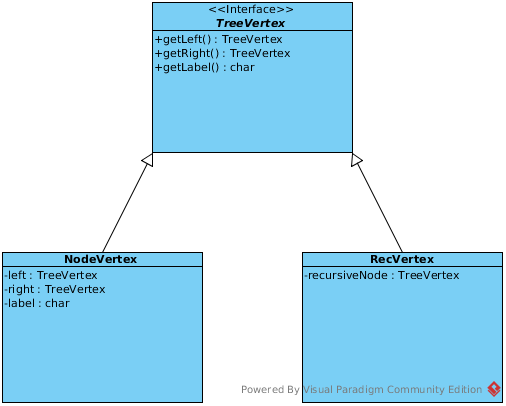 <<Interface>>
TreeVertex
+getLeft() : TreeVertex
+getRight() : TreeVertex
+getLabel() : char
NodeVertex
-left : TreeVertex
-right : TreeVertex
-label : char
RecVertex
-recursiveNode : TreeVertex
Powered By Visual Paradigm Community Edition